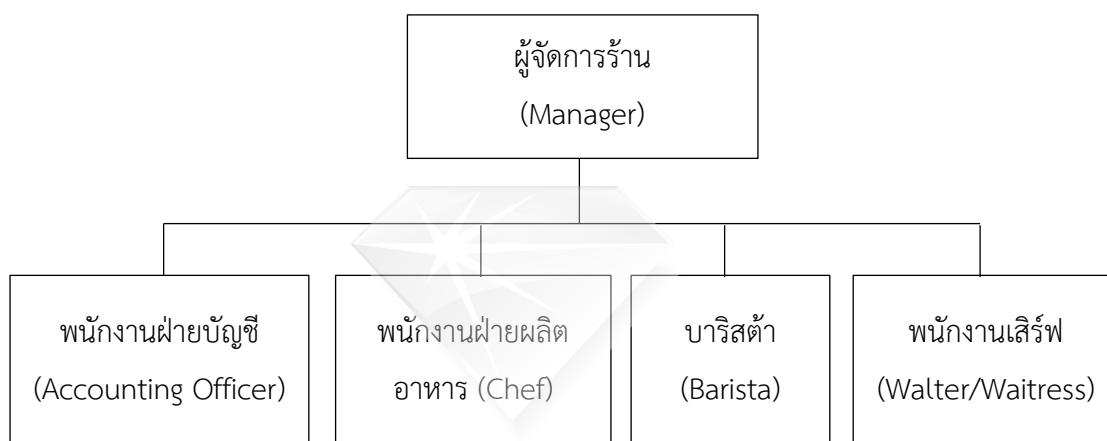 ผู้จัดการร้าน
(Manager)
พนักงานฝ่ายบัญชี
(Accounting Officer)
พนักงานฝ่ายผลิต
อาหาร (Chef)
บาริสต้า
(Barista)
พนักงานเสิร์ฟ
(Walter/Waitress)